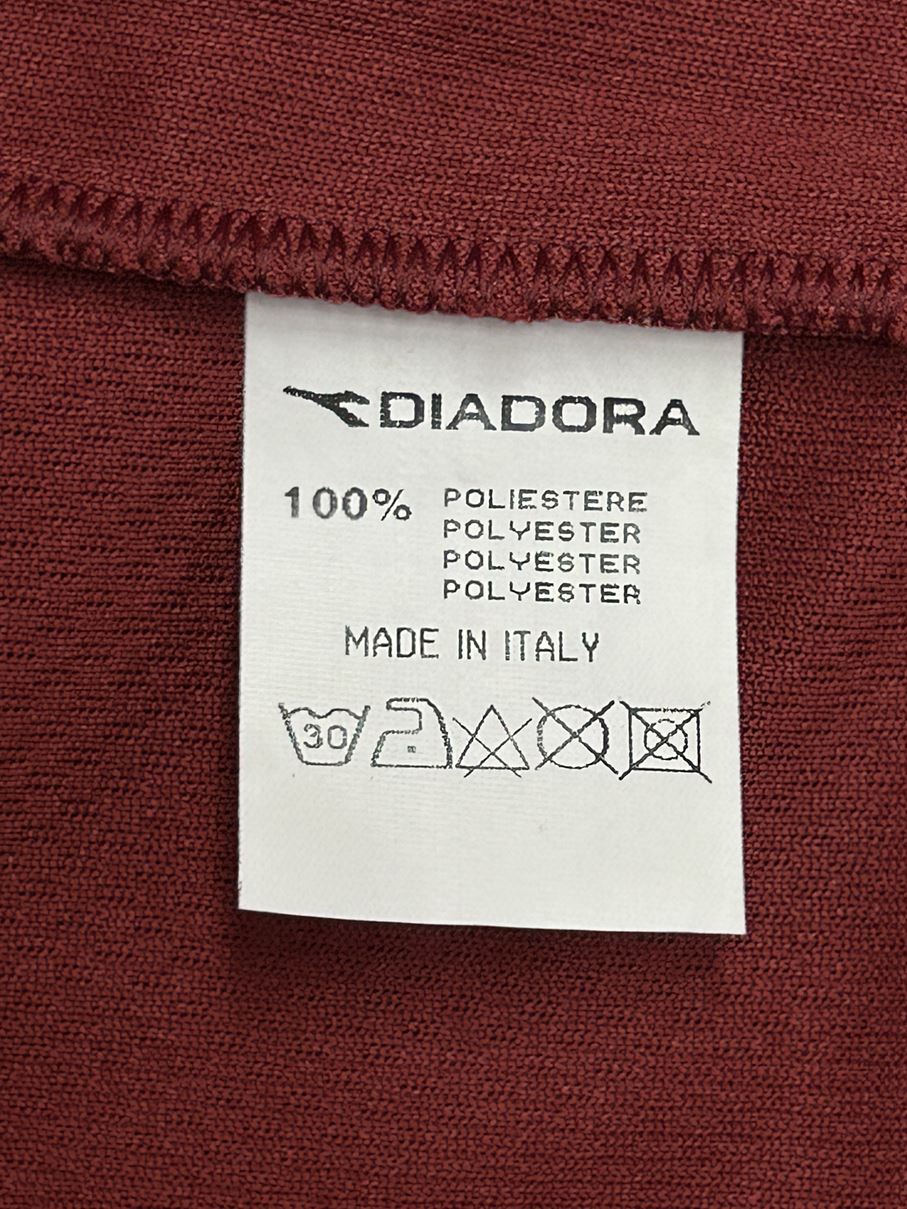 DIADORA
100% POLIESTERE
POLYESTER
POLYESTER
POLYESTER
MADE IN ITALY
30